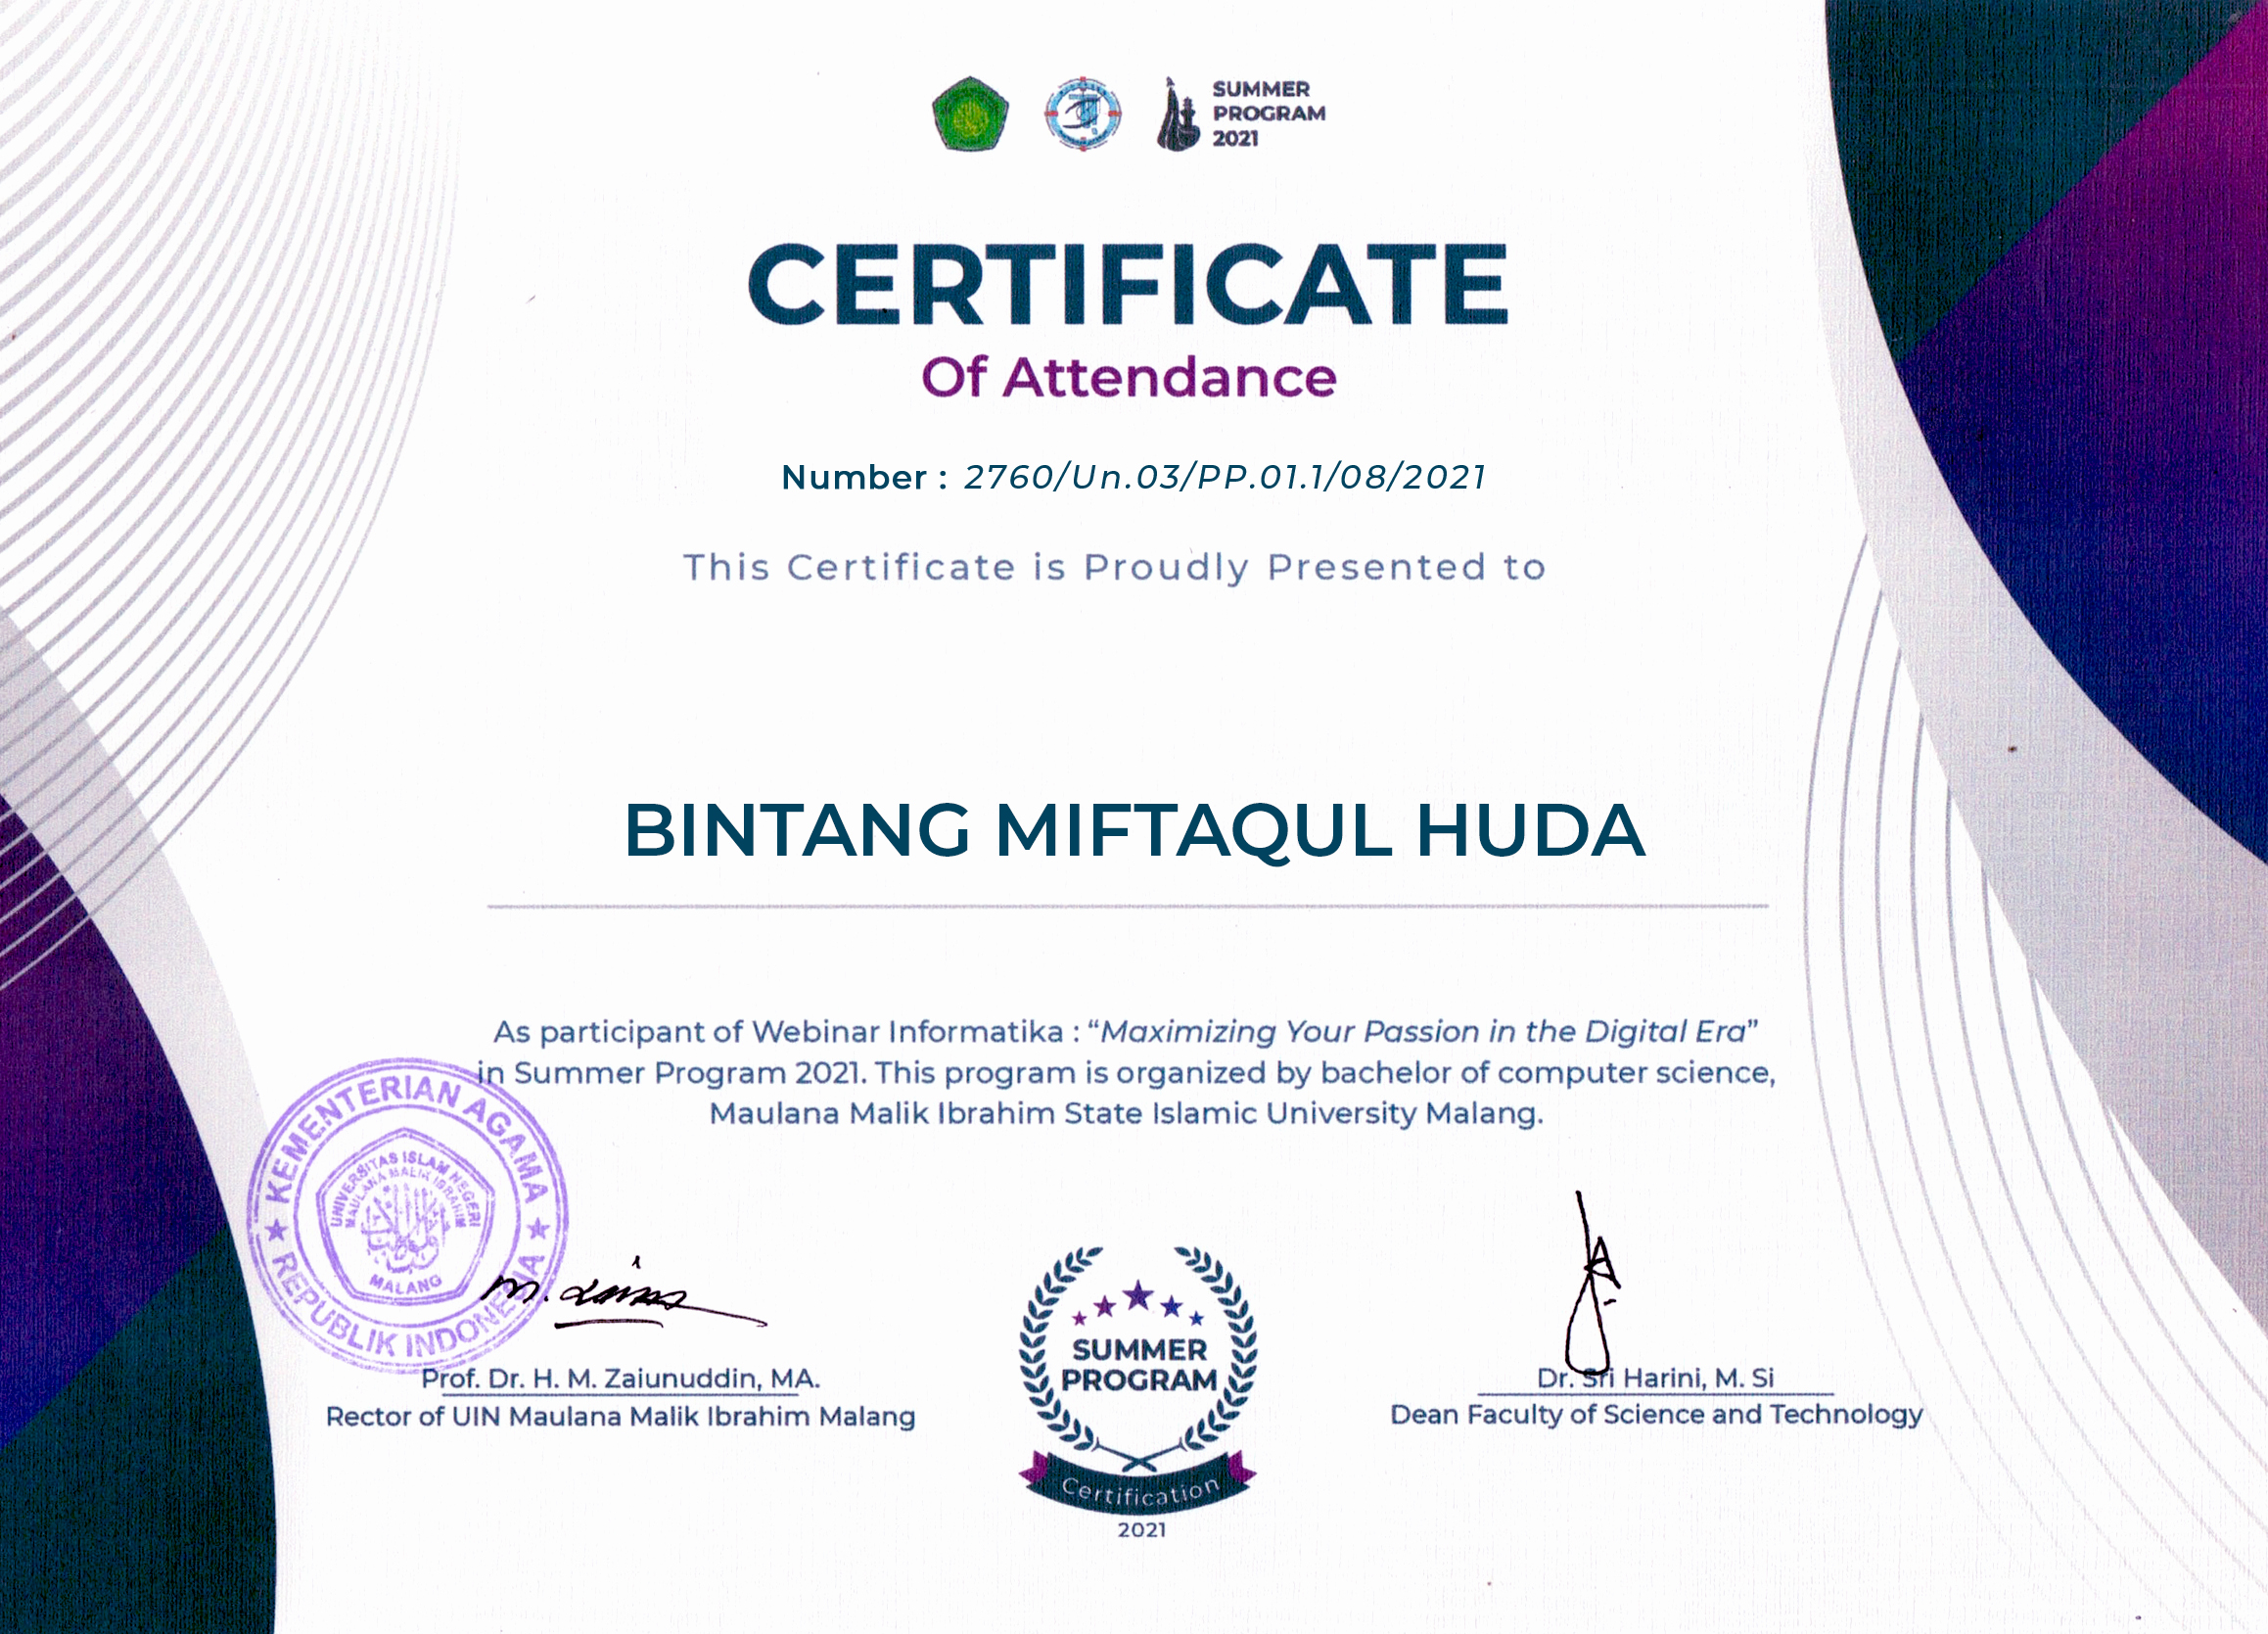 SUMMER
PROGRAM
2021
CERTIFICATE
Of Attendance
Number : 2760/Un.03/PP.01.1/08/2021
This Certificate is Proudly Presented to
BINTANG MIFTAQUL HUDA
As participant of Webinar Informatika : “Maximizing Your Passion in the Digital Era”
in Summer Program 2021. This program is organized by bachelor of computer science,
Maulana Malik Ibrahim State Islamic University Malang.
KEMENTERIAN AGAMA
UNIVERSITAS ISLAM NEGERI
MAULANA MALIK IBRAHIM
MALANG
REPUBLIK INDONESIA
Prof. Dr. H. M. Zaiunuddin, MA.
Rector of UIN Maulana Malik Ibrahim Malang
SUMMER
PROGRAM
Certification
2021
Dr. Sri Harini, M. Si
Dean Faculty of Science and Technology